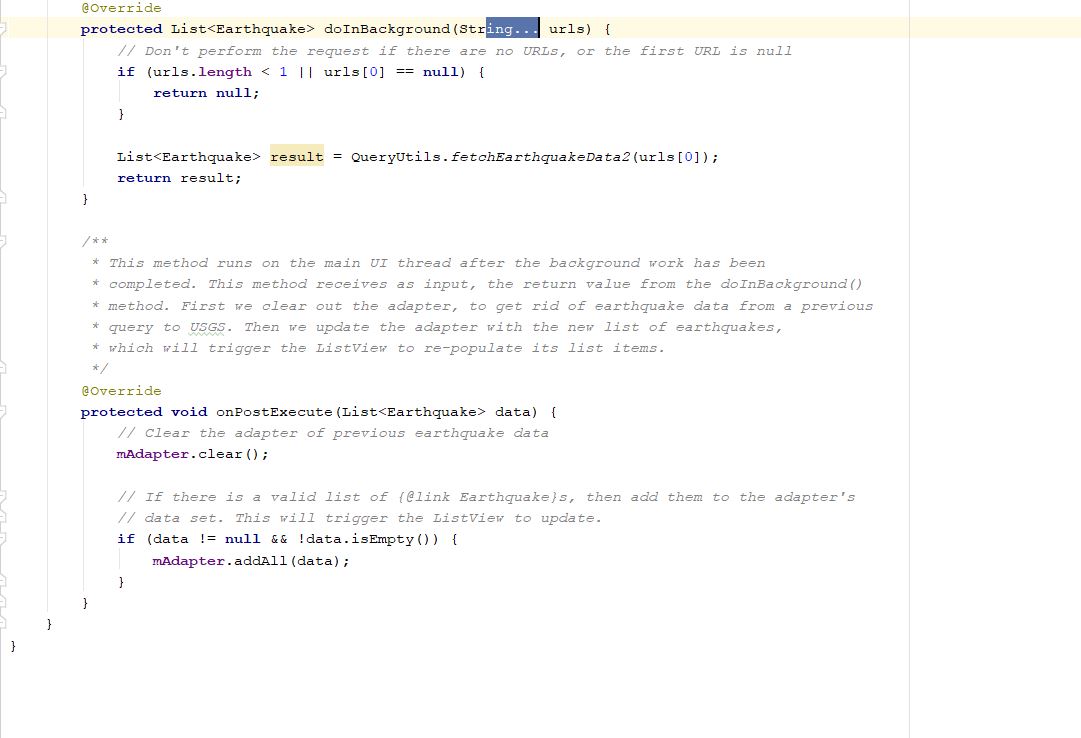 @Override
protected List<Earthquake> doInBackground(String... urls) {
// Don't perform the request if there are no URLs, or the first URL is null
if (urls.length < 1 || urls[0] == null) {
return null;
}
List<Earthquake> result = QueryUtils.fetchEarthquakeData2(urls[0]);
return result;
}
/**
* This method runs on the main UI thread after the background work has been
* completed. This method receives as input, the return value from the doInBackground()
* method. First we clear out the adapter, to get rid of earthquake data from a previous
* query to USGS. Then we update the adapter with the new list of earthquakes,
* which will trigger the ListView to re-populate its list items.
*/
@Override
protected void onPostExecute(List<Earthquake> data) {
// Clear the adapter of previous earthquake data
mAdapter.clear();
// If there is a valid list of {@link Earthquake}s, then add them to the adapter's
// data set. This will trigger the ListView to update.
if (data != null && !data.isEmpty()) {
mAdapter.addAll(data);
}
}
}
}